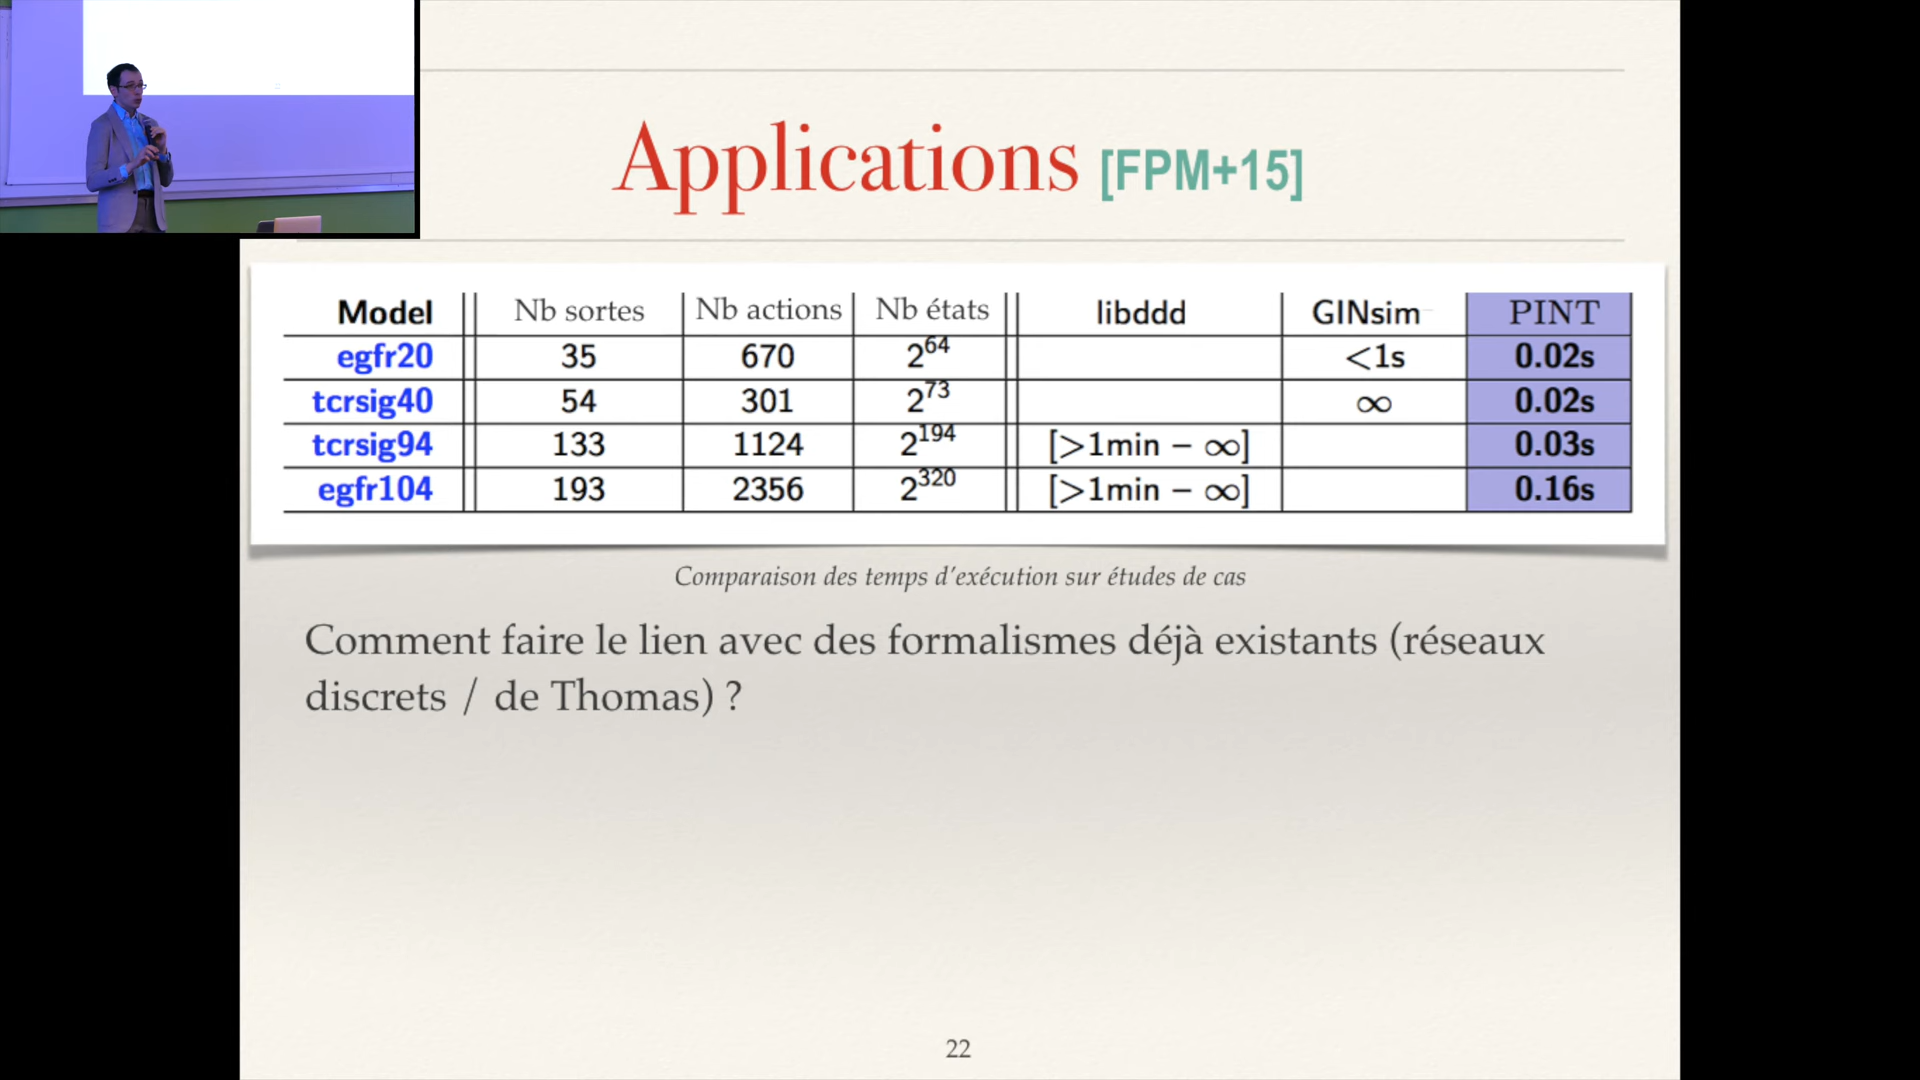 Applications [FPM+15]
Model Nb sortes Nb actions Nb états libddd GINsim PINT
egfr20 35 670 2^64 <1s 0.02s
tcrsig40 54 301 2^73 ∞ 0.02s
tcrsig94 133 1124 2^194 [>1min – ∞] 0.03s
egfr104 193 2356 2^320 [>1min – ∞] 0.16s
Comparaison des temps d'exécution sur études de cas
Comment faire le lien avec des formalismes déjà existants (réseaux
discrets / de Thomas) ?
22